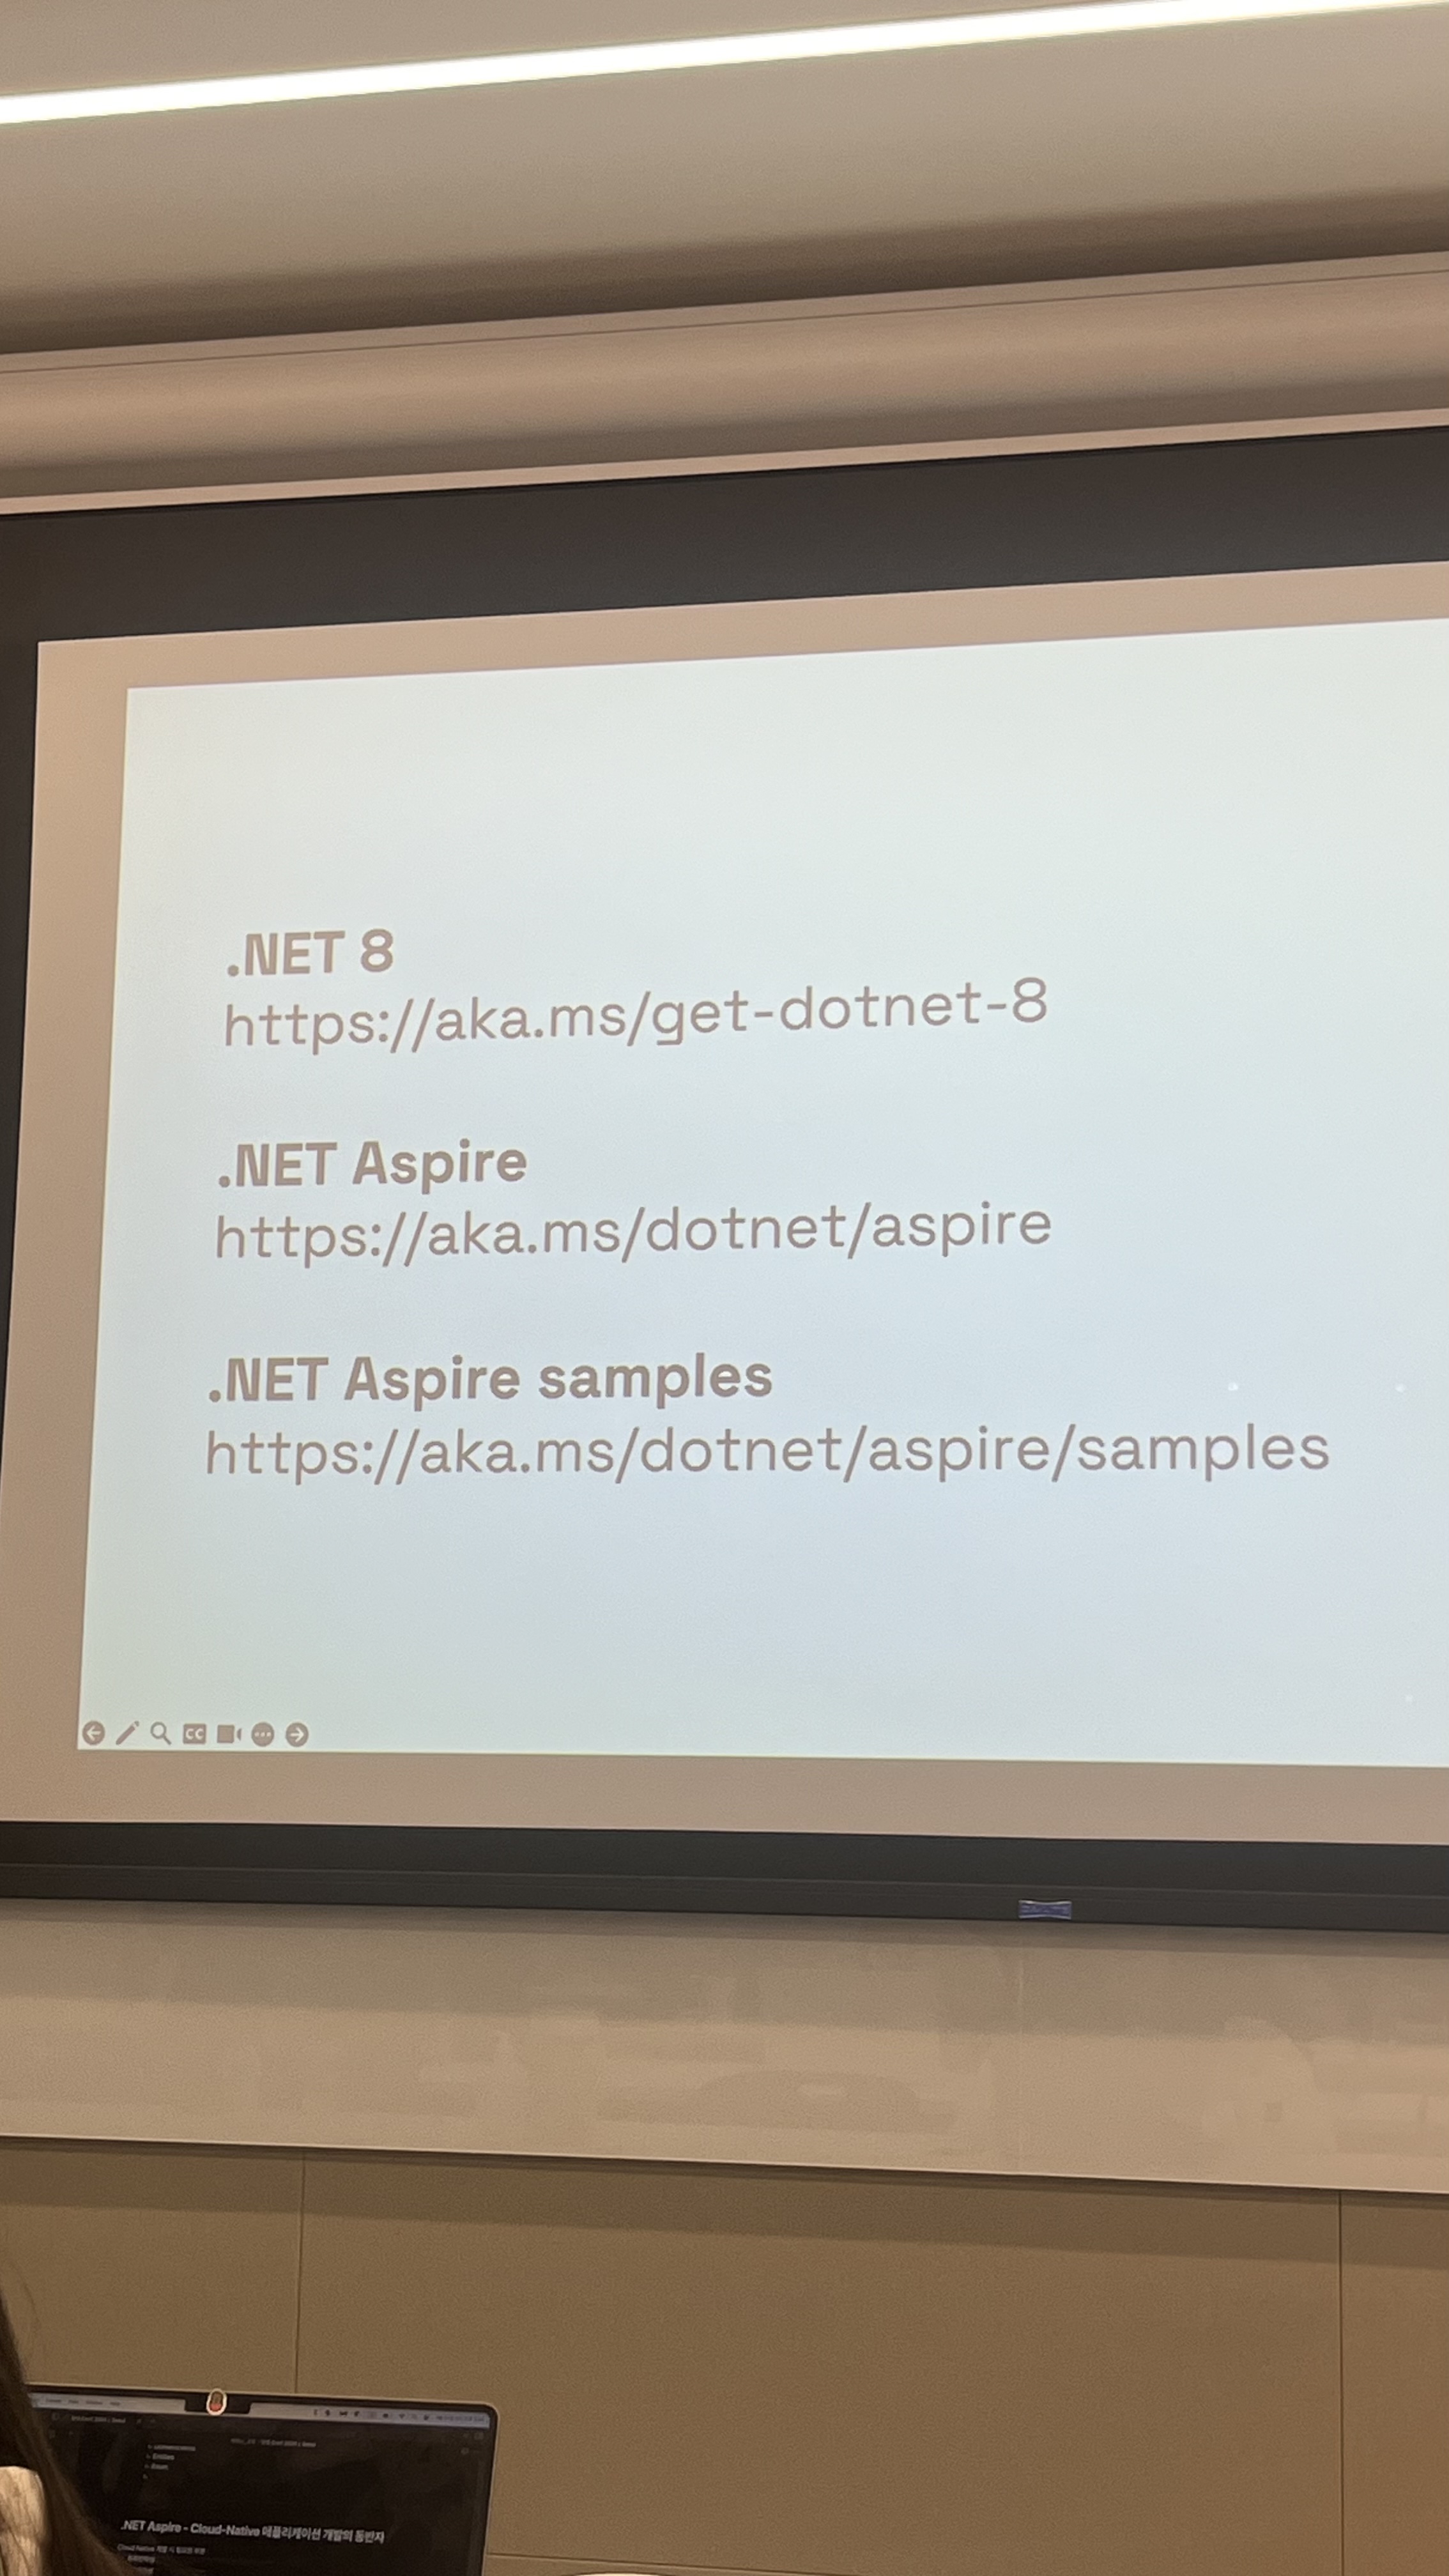 .NET 8
https://aka.ms/get-dotnet-8
.NET Aspire
https://aka.ms/dotnet/aspire
.NET Aspire samples
https://aka.ms/dotnet/aspire/samples
CC
.NET Aspire - Cloud-Native 애플리케이션 개발의 동반자